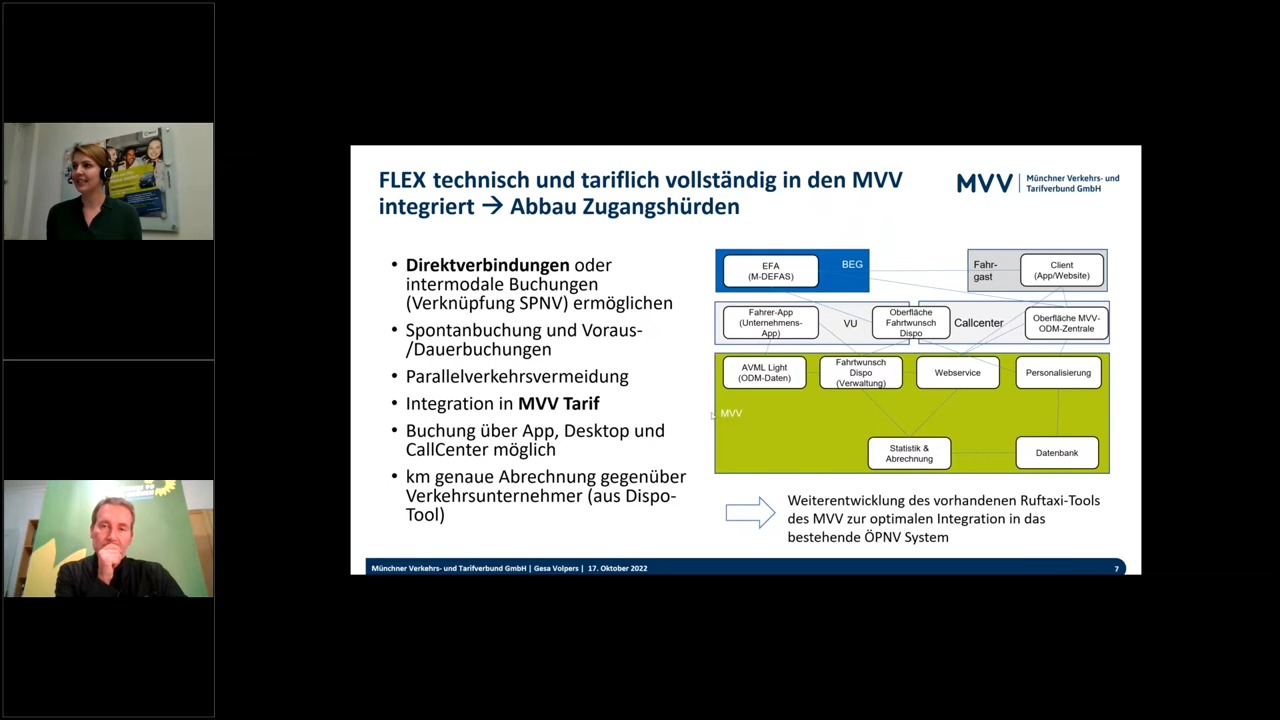 FLEX technisch und tariflich vollständig in den MVV
integriert → Abbau Zugangshürden
MVV
Münchner Verkehrs- und
Tarifverbund GmbH
• Direktverbindungen oder
intermodale Buchungen
(Verknüpfung SPNV) ermöglichen
• Spontanbuchung und Voraus-
/Dauerbuchungen
• Parallelverkehrsvermeidung
• Integration in MVV Tarif
• Buchung über App, Desktop und
CallCenter möglich
• km genaue Abrechnung gegenüber
Verkehrsunternehmer (aus Dispo-
Tool)
EFA
(M-DEFAS)
BEG
Fahr-
gast
Client
(App/Website)
Fahrer-App
(Unternehmens-
App)
VU
Oberfläche
Fahrtwunsch
Dispo
Callcenter
Oberfläche MVV-
ODM-Zentrale
AVML Light
(ODM-Daten)
Fahrtwunsch
Dispo
(Verwaltung)
Webservice
Personalisierung
MVV
Statistik &
Abrechnung
Datenbank
Weiterentwicklung des vorhandenen Ruftaxi-Tools
des MVV zur optimalen Integration in das
bestehende ÖPNV System
Münchner Verkehrs- und Tarifverbund GmbH | Gesa Volpers | 17. Oktober 2022
7